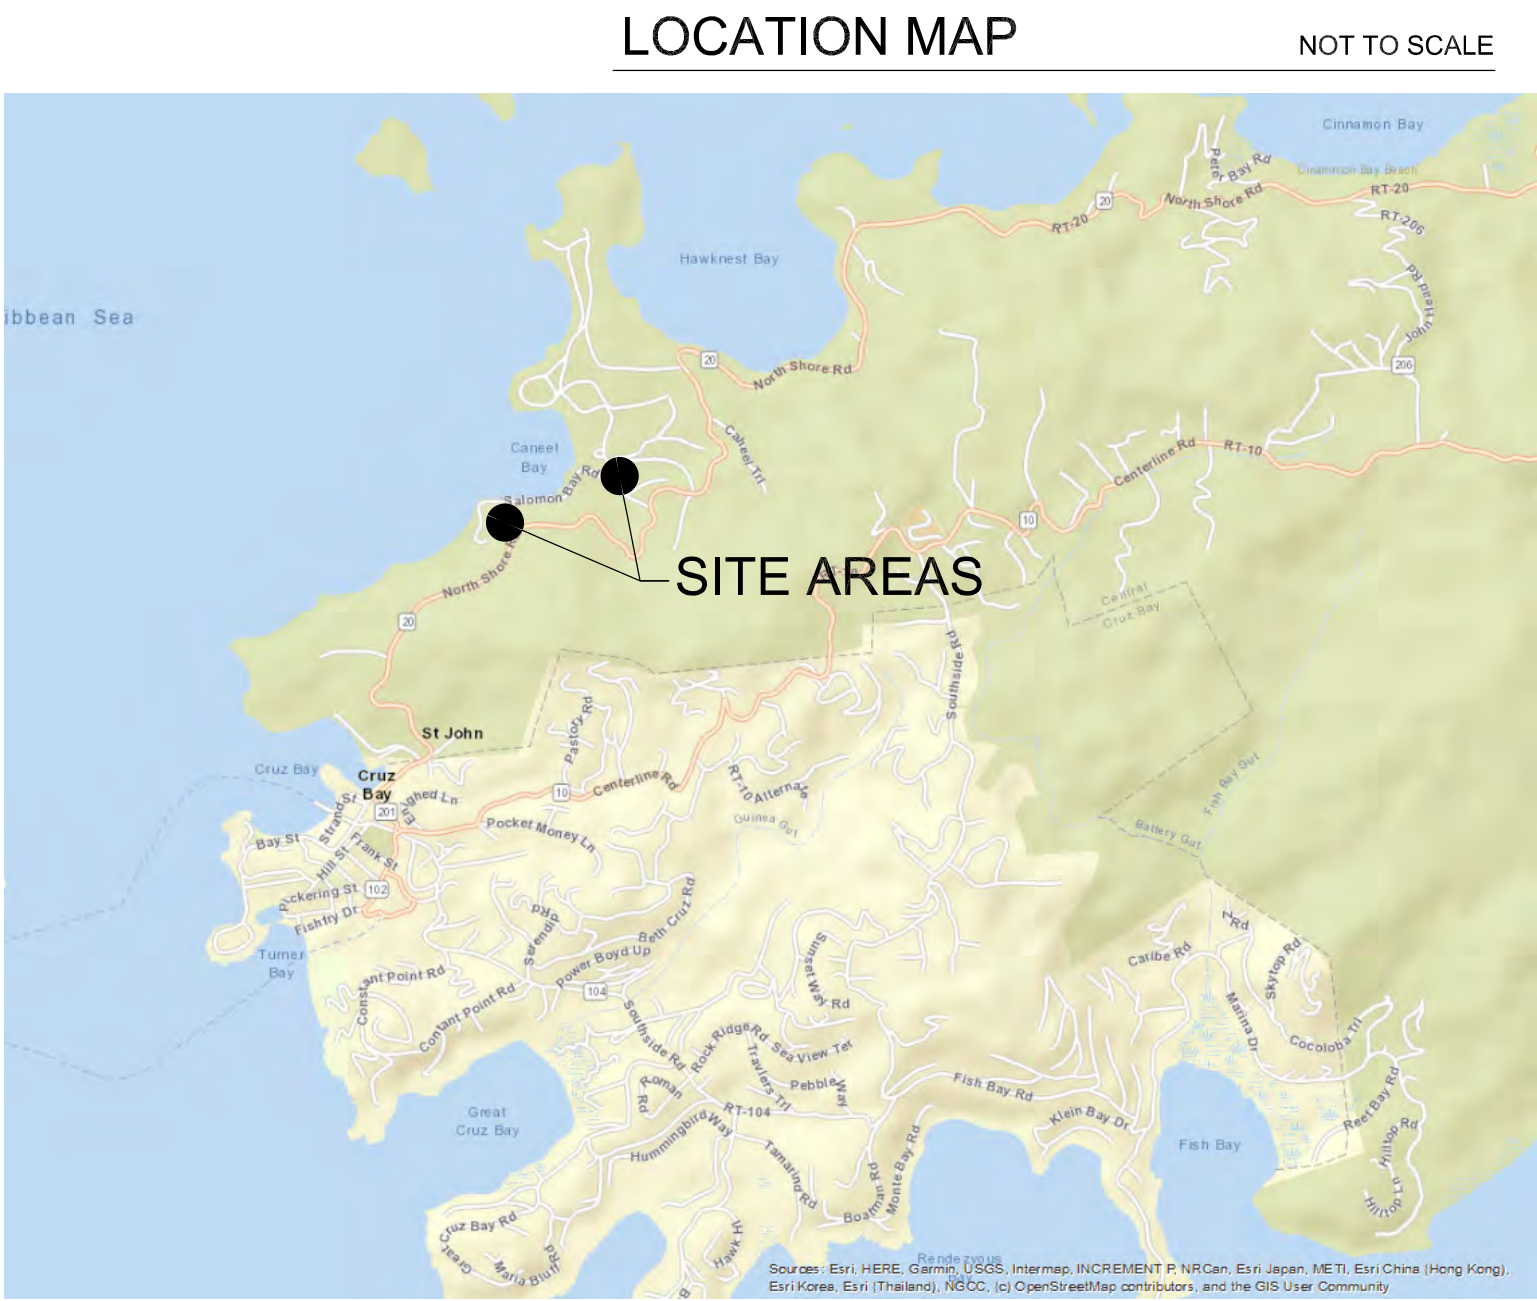 LOCATION MAP
NOT TO SCALE
Cinnamon Bay
Peter Bay Rd
Cinammon Bay Beach
RT-20
North Shore Rd
20
RT-20
RT-206
Hawknest Bay
John Head Rd
ibbean Sea
20
North Shore Rd
206
Caneel
Bay
Caneel Trl
Centerline Rd
RT-10
Salomon Bay Rd
10
North Shore R
SITE AREAS
Central
Cruz Bay
20
Southside Rd
Pastory Rd
St John
Cruz Bay
Cruz
Bay
Centerline Rd
10
RT-10 Alternate
Fish Bay Gut
Enighed Ln
201
Strand St
Guinea Gut
Battery Gut
Pocket Money Ln
Bay St
Frank St
Hill St
102
Pickering St
Fishfry Dr
Serendip Rd
Beth Cruz Rd
Z Rd
Turner
Bay
Power Boyd Up
Sunset Way Rd
Caribe Rd
Skytop Rd
Constant Point Rd
104
Contant Point Rd
Southside Rd
Rock Ridge Rd
Sea View Ter
Marina Dr
Cocoloba Trl
Travlers Trl
Pebble Way
Roman Rd
Fish Bay Rd
Reef Bay Rd
Great
Cruz Bay
RT-104
Klein Bay Dr
Hummingbird Way
Fish Bay
Hilltop Rd
Tamarind Rd
Monte Bay Rd
Boatman Rd
Hilltop Ln
Great Cruz Bay Rd
Maria Bluff Rd
Hawk Hl
B
Rendezvous
Bay
Sources: Esri, HERE, Garmin, USGS, Intermap, INCREMENT P, NRCan, Esri Japan, METI, Esri China (Hong Kong),
Esri Korea, Esri (Thailand), NGCC, (c) OpenStreetMap contributors, and the GIS User Community